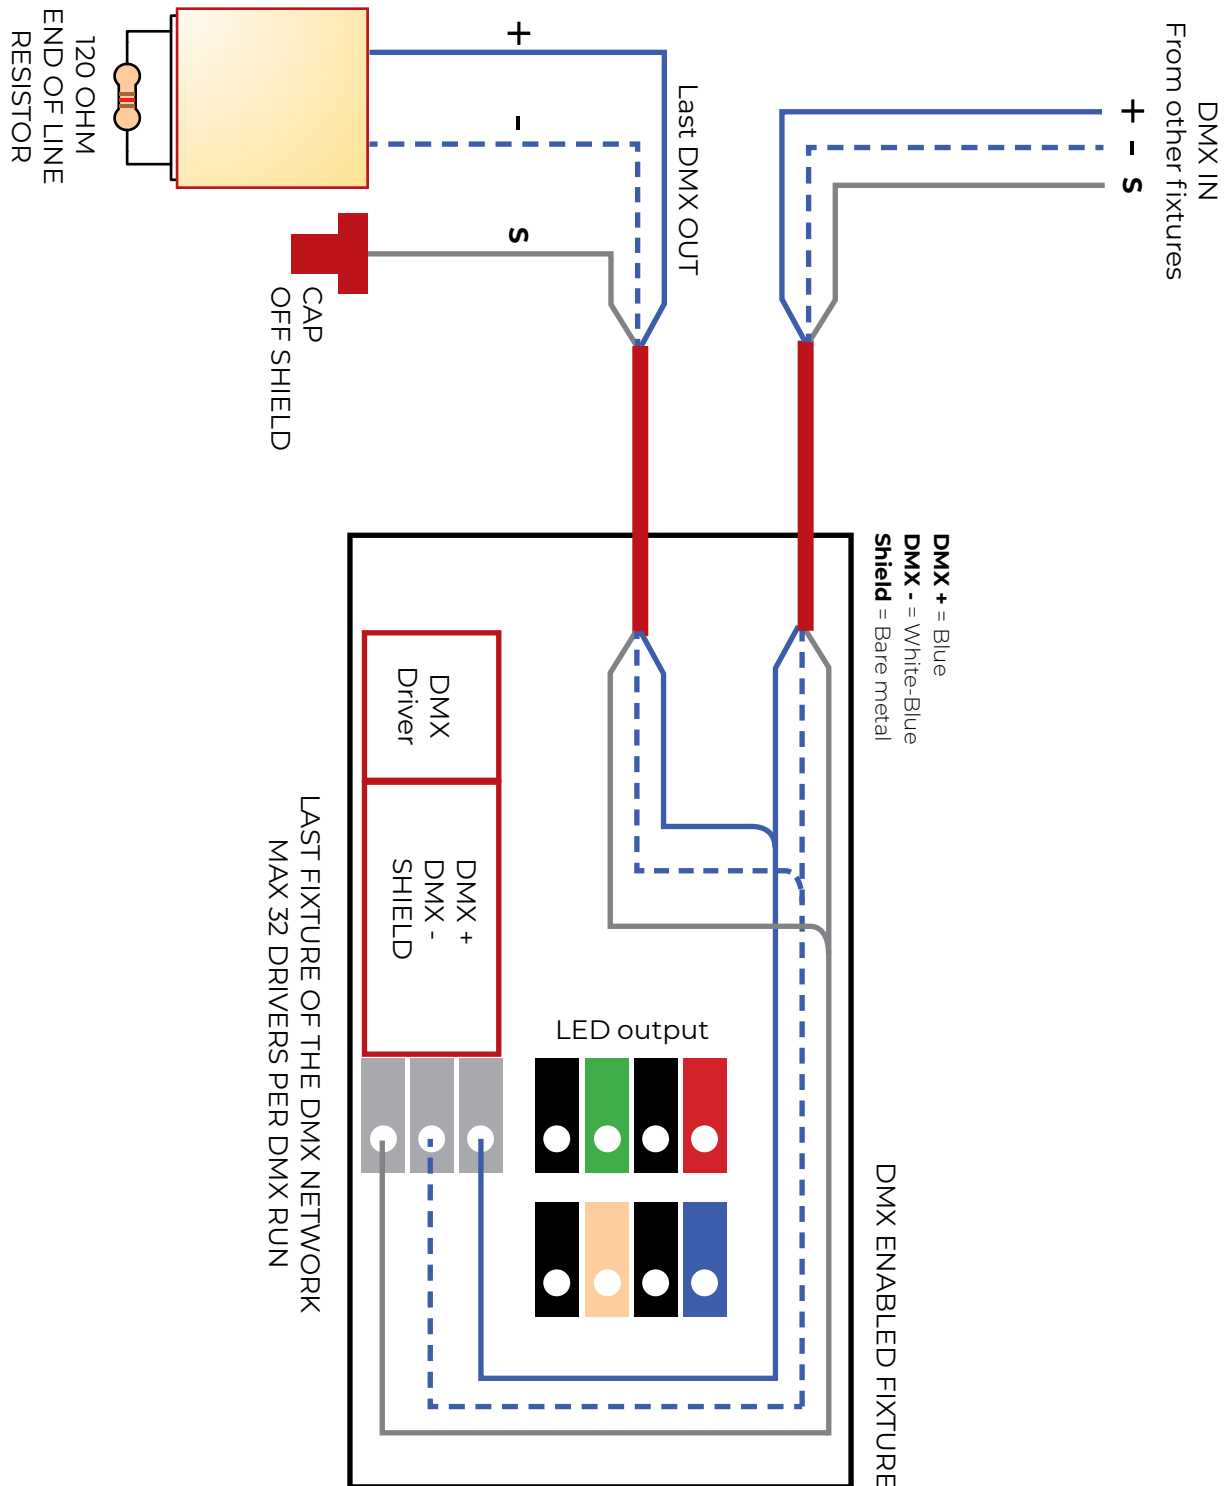 DMX IN
From other fixtures
+
-
S
DMX + = Blue
DMX - = White-Blue
Shield = Bare metal
DMX ENABLED FIXTURE
Last DMX OUT
+
-
S
LED output
DMX
Driver
DMX +
DMX -
SHIELD
CAP
OFF SHIELD
LAST FIXTURE OF THE DMX NETWORK
MAX 32 DRIVERS PER DMX RUN
120 OHM
END OF LINE
RESISTOR